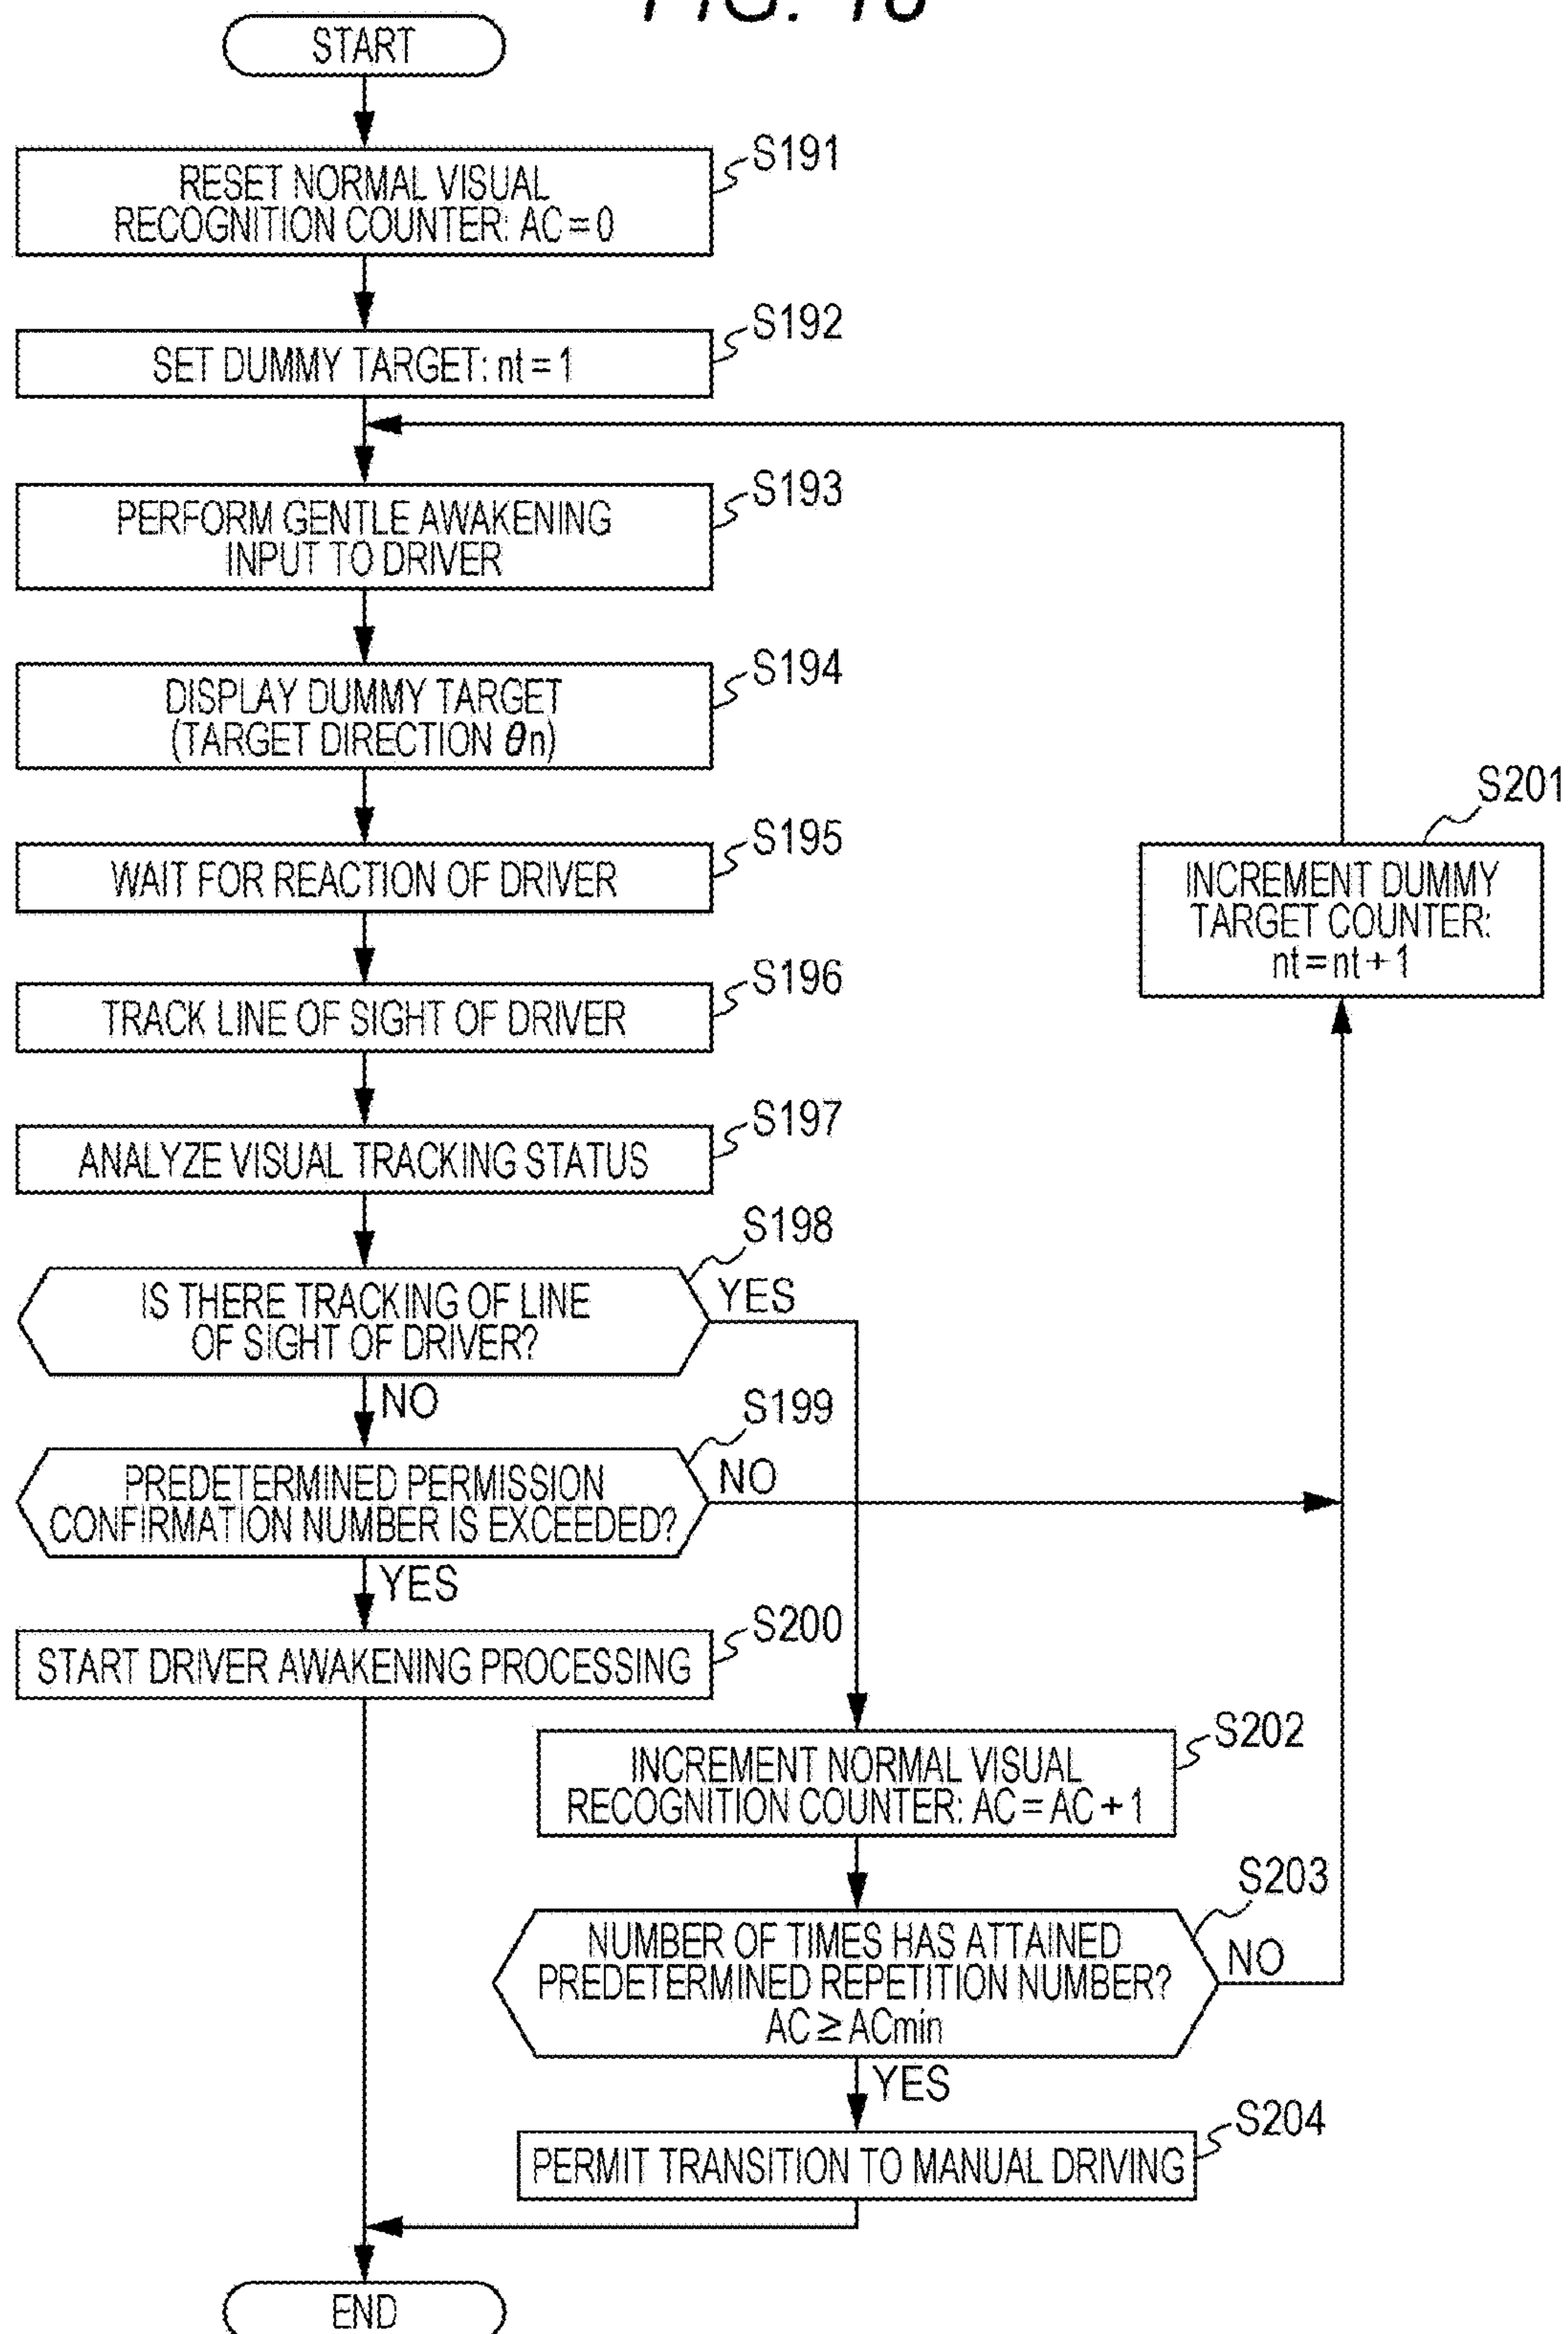 START
S191
RESET NORMAL VISUAL
RECOGNITION COUNTER: AC = 0
S192
SET DUMMY TARGET: nt = 1
S193
PERFORM GENTLE AWAKENING
INPUT TO DRIVER
S194
DISPLAY DUMMY TARGET
(TARGET DIRECTION θn)
S195
WAIT FOR REACTION OF DRIVER
S201
INCREMENT DUMMY
TARGET COUNTER:
nt = nt + 1
S196
TRACK LINE OF SIGHT OF DRIVER
S197
ANALYZE VISUAL TRACKING STATUS
S198
IS THERE TRACKING OF LINE
OF SIGHT OF DRIVER?
YES
NO
S199
PREDETERMINED PERMISSION
CONFIRMATION NUMBER IS EXCEEDED?
NO
YES
S200
START DRIVER AWAKENING PROCESSING
S202
INCREMENT NORMAL VISUAL
RECOGNITION COUNTER: AC = AC + 1
S203
NUMBER OF TIMES HAS ATTAINED
PREDETERMINED REPETITION NUMBER?
AC ≥ ACmin
NO
YES
S204
PERMIT TRANSITION TO MANUAL DRIVING
END